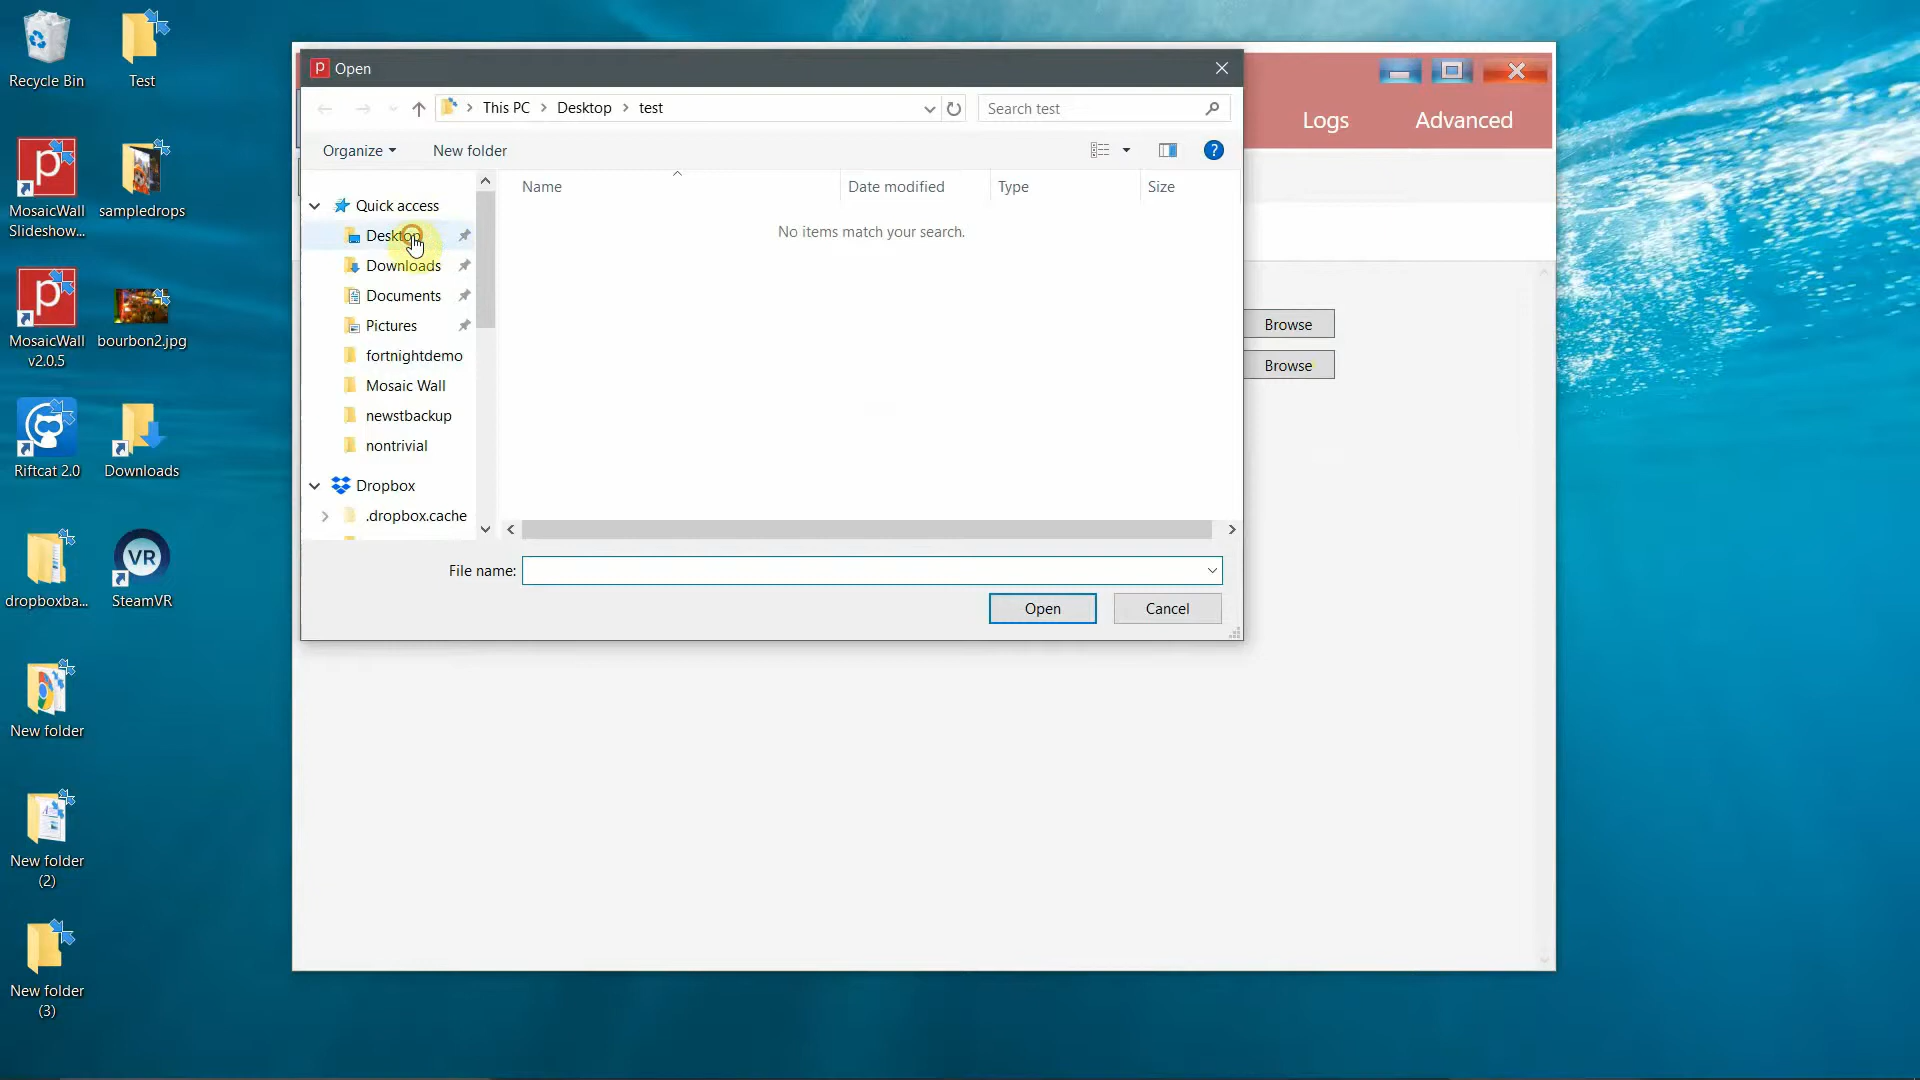 Recycle Bin
Test
MosaicWall
Slideshow...
sampledrops
MosaicWall
v2.0.5
bourbon2.jpg
Riftcat 2.0
Downloads
dropboxba...
SteamVR
VR
New folder
New folder
(2)
New folder
(3)
Open
This PC > Desktop > test
Search test
Organize
New folder
Name
Date modified
Type
Size
No items match your search.
Quick access
Desktop
Downloads
Documents
Pictures
fortnightdemo
Mosaic Wall
newstbackup
nontrivial
Dropbox
.dropbox.cache
File name:
Open
Cancel
Logs
Advanced
Browse
Browse